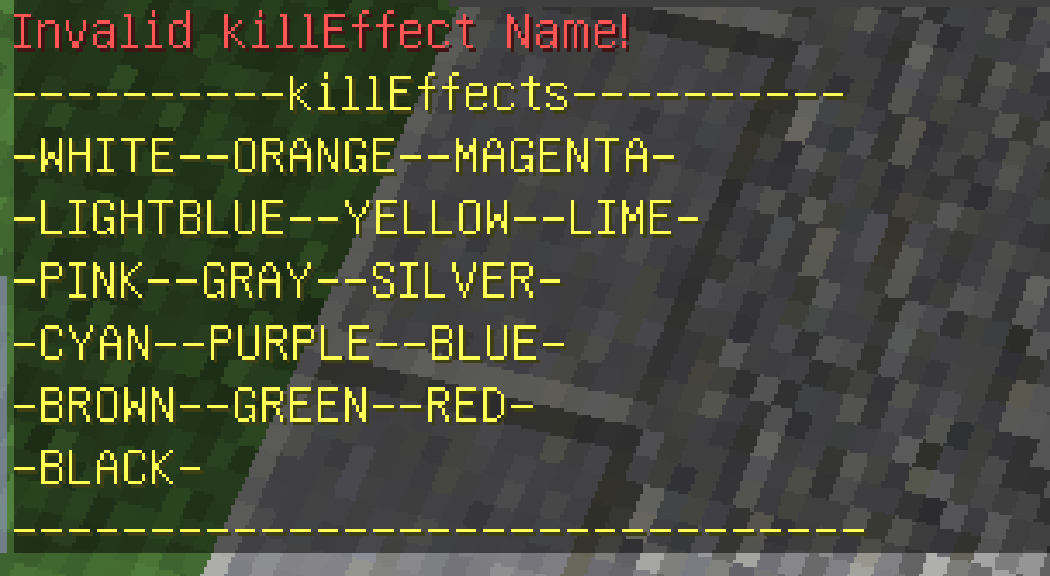 Invalid killEffect Name!
----------killEffects----------
-WHITE--ORANGE--MAGENTA-
-LIGHTBLUE--YELLOW--LIME-
-PINK--GRAY--SILVER-
-CYAN--PURPLE--BLUE-
-BROWN--GREEN--RED-
-BLACK-
--------------------------------